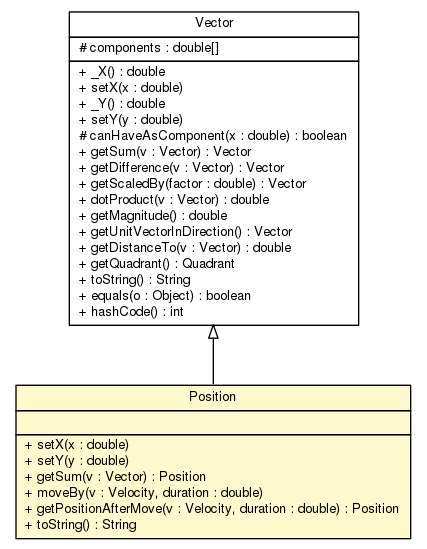 Vector
# components : double[]
+ _X() : double
+ setX(x : double)
+ _Y() : double
+ setY(y : double)
# canHaveAsComponent(x : double) : boolean
+ getSum(v : Vector) : Vector
+ getDifference(v : Vector) : Vector
+ getScaledBy(factor : double) : Vector
+ dotProduct(v : Vector) : double
+ getMagnitude() : double
+ getUnitVectorInDirection() : Vector
+ getDistanceTo(v : Vector) : double
+ getQuadrant() : Quadrant
+ toString() : String
+ equals(o : Object) : boolean
+ hashCode() : int
Position
+ setX(x : double)
+ setY(y : double)
+ getSum(v : Vector) : Position
+ moveBy(v : Velocity, duration : double)
+ getPositionAfterMove(v : Velocity, duration : double) : Position
+ toString() : String